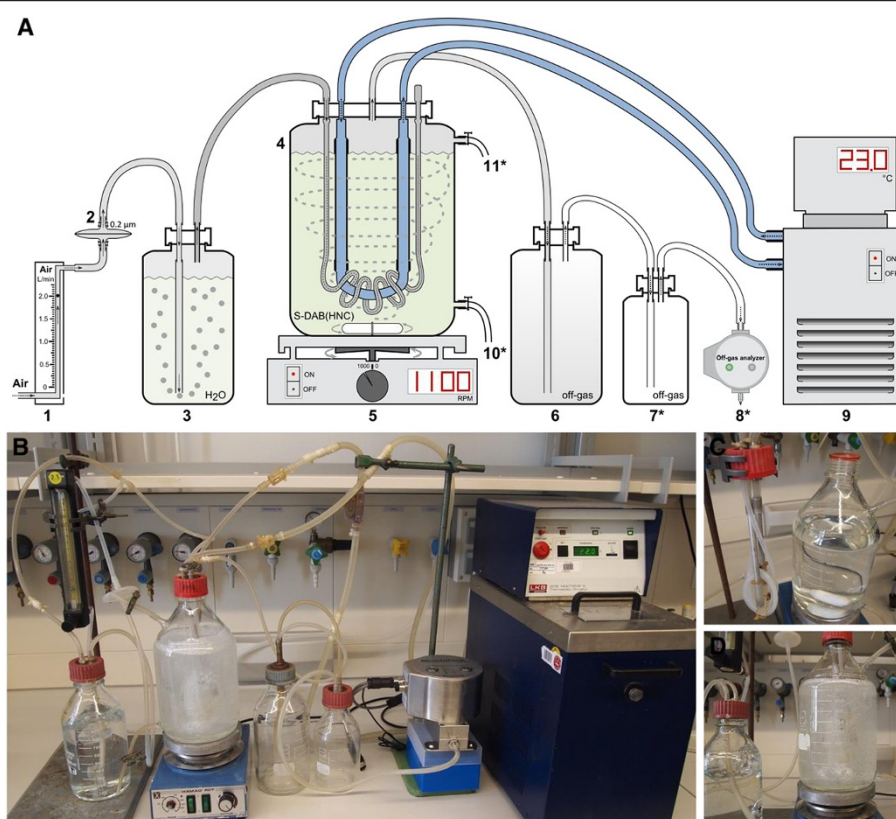 A
23.0
°C
4
11*
2
0.2 µm
Air
L/min
2.0
1.5
1.0
0.5
0
ON
OFF
S-DAB(HNC)
10*
Air
H₂O
ON
OFF
1000 0
1100
RPM
off-gas
off-gas
Off-gas analyzer
1
3
5
6
7*
8*
9
B
C
D
LKB